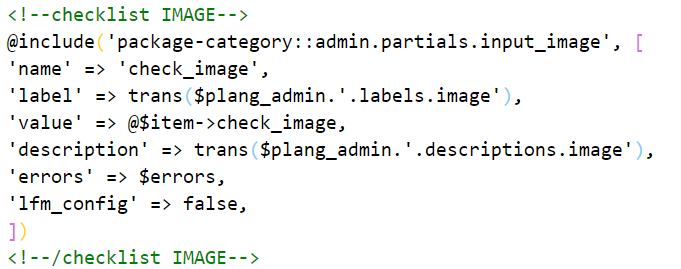 <!--checklist IMAGE-->
@include('package-category::admin.partials.input_image', [
'name' => 'check_image',
'label' => trans($plang_admin.'.labels.image'),
'value' => @$item->check_image,
'description' => trans($plang_admin.'.descriptions.image'),
'errors' => $errors,
'lfm_config' => false,
])
<!--/checklist IMAGE-->